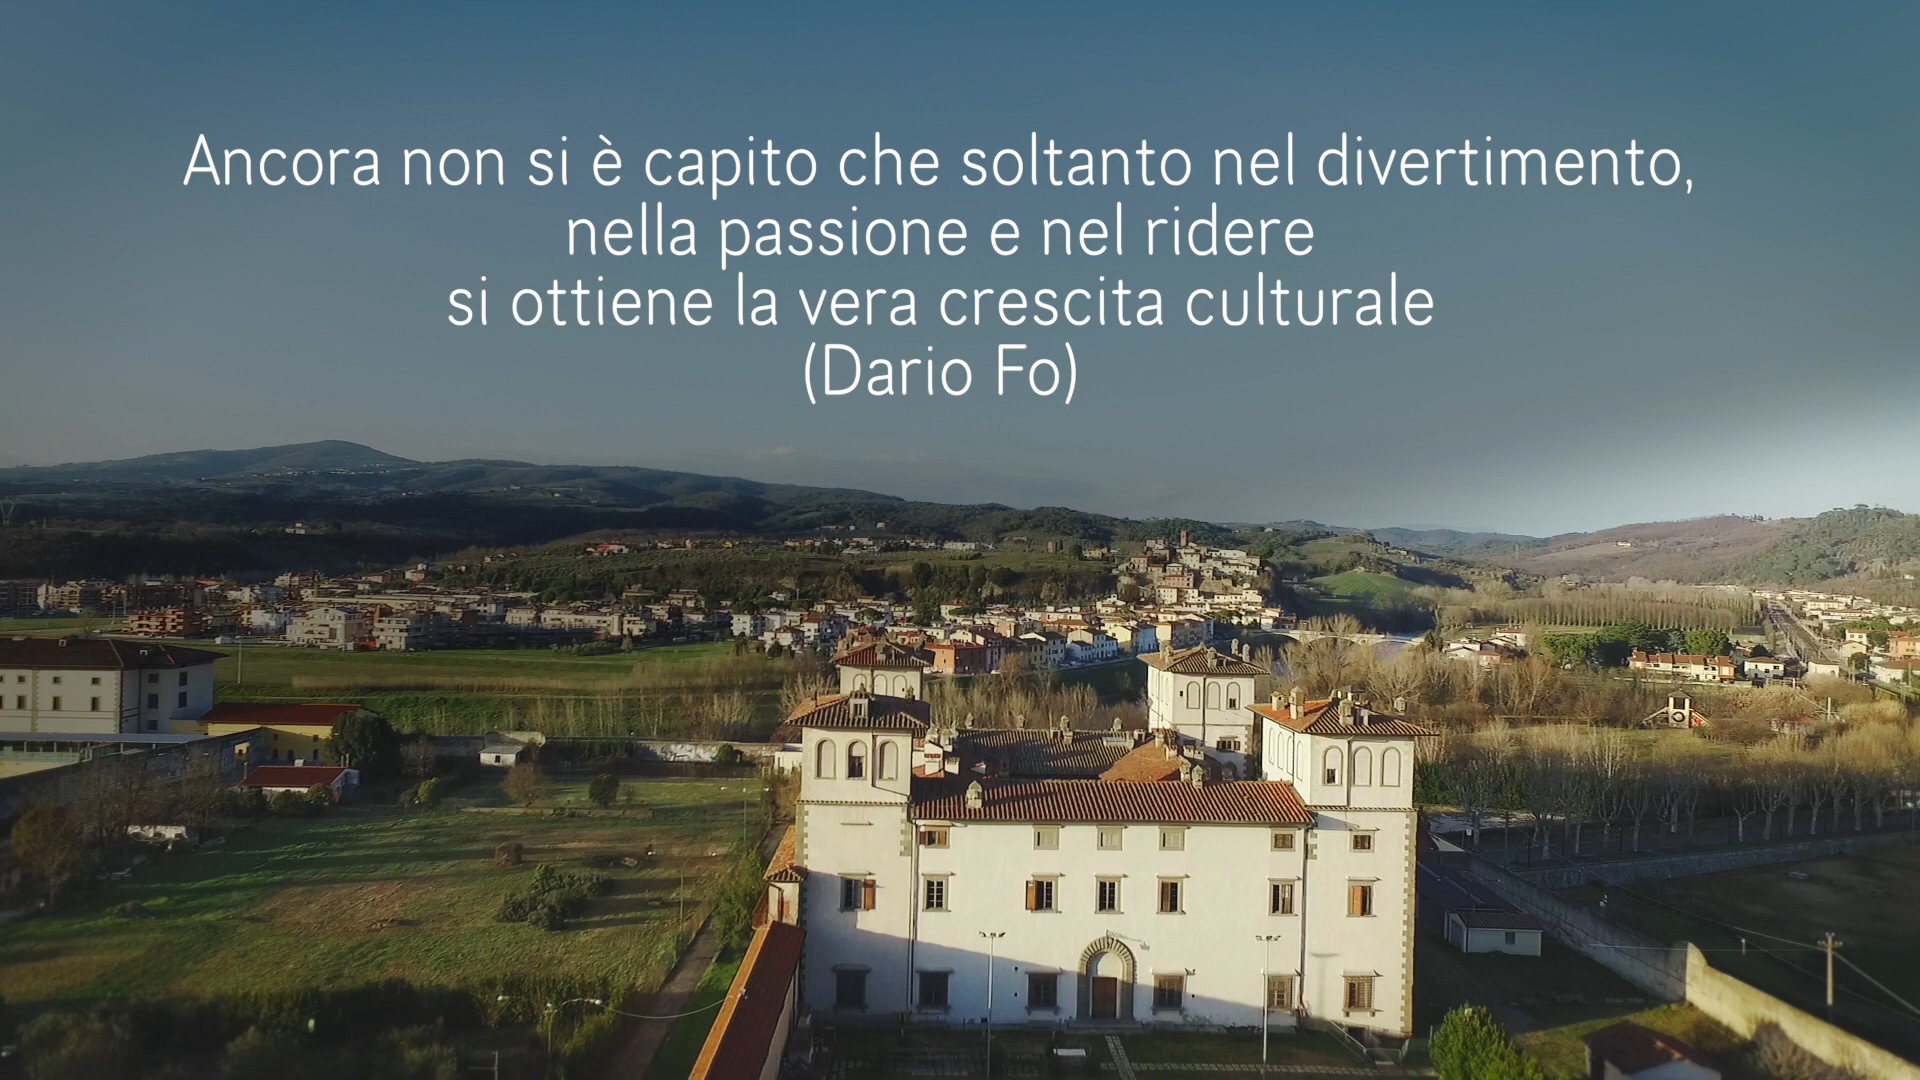 Ancora non si è capito che soltanto nel divertimento,
nella passione e nel ridere
si ottiene la vera crescita culturale
(Dario Fo)